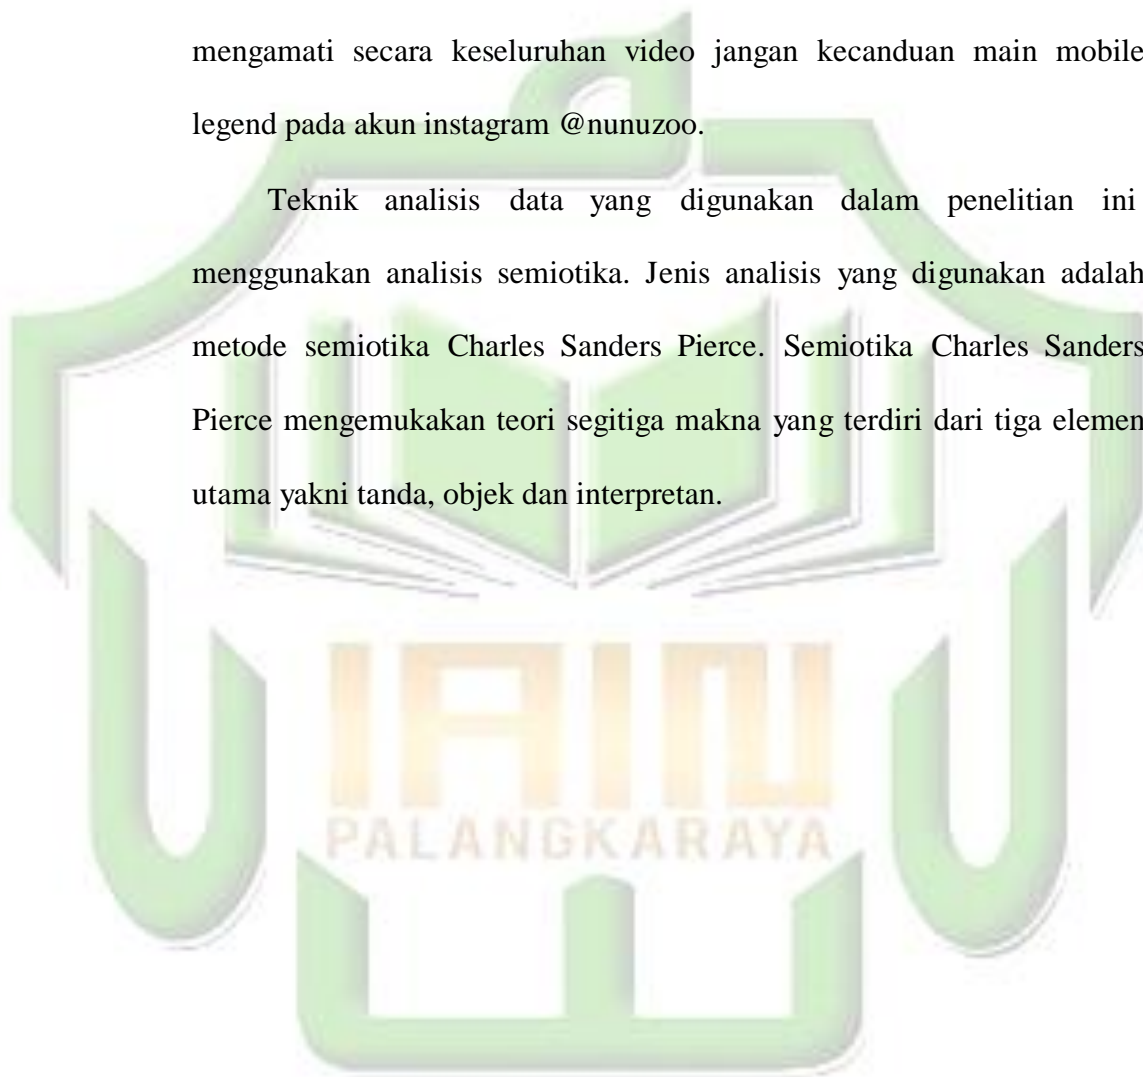 mengamati secara keseluruhan video jangan kecanduan main mobile
legend pada akun instagram @nunuzoo.
Teknik analisis data yang digunakan dalam penelitian ini
menggunakan analisis semiotika. Jenis analisis yang digunakan adalah
metode semiotika Charles Sanders Pierce. Semiotika Charles Sanders
Pierce mengemukakan teori segitiga makna yang terdiri dari tiga elemen
utama yakni tanda, objek dan interpretan.
IAIN
PALANGKARAYA